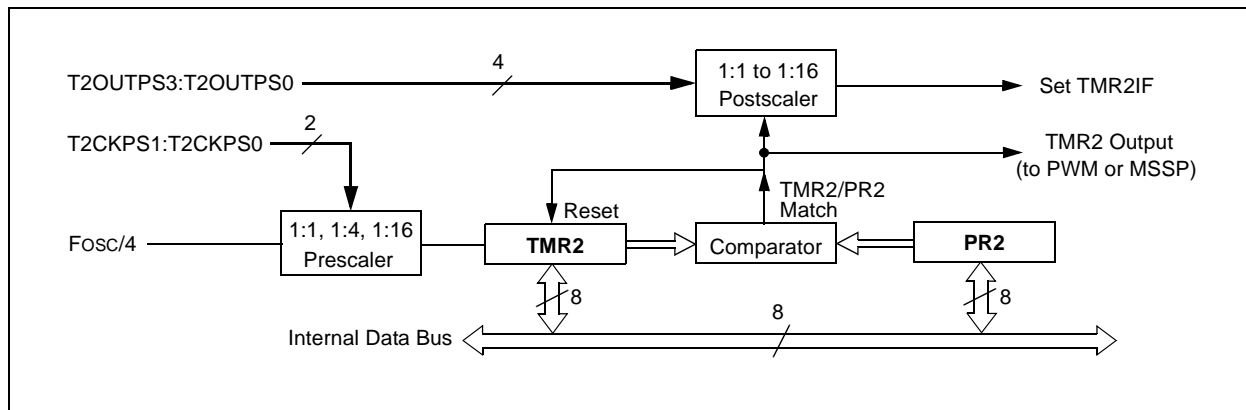 T2OUTPS3:T2OUTPS0
4
1:1 to 1:16
Postscaler
Set TMR2IF
T2CKPS1:T2CKPS0
2
TMR2 Output
(to PWM or MSSP)
TMR2/PR2
Match
Reset
FOSC/4
1:1, 1:4, 1:16
Prescaler
TMR2
Comparator
PR2
8
8
8
Internal Data Bus